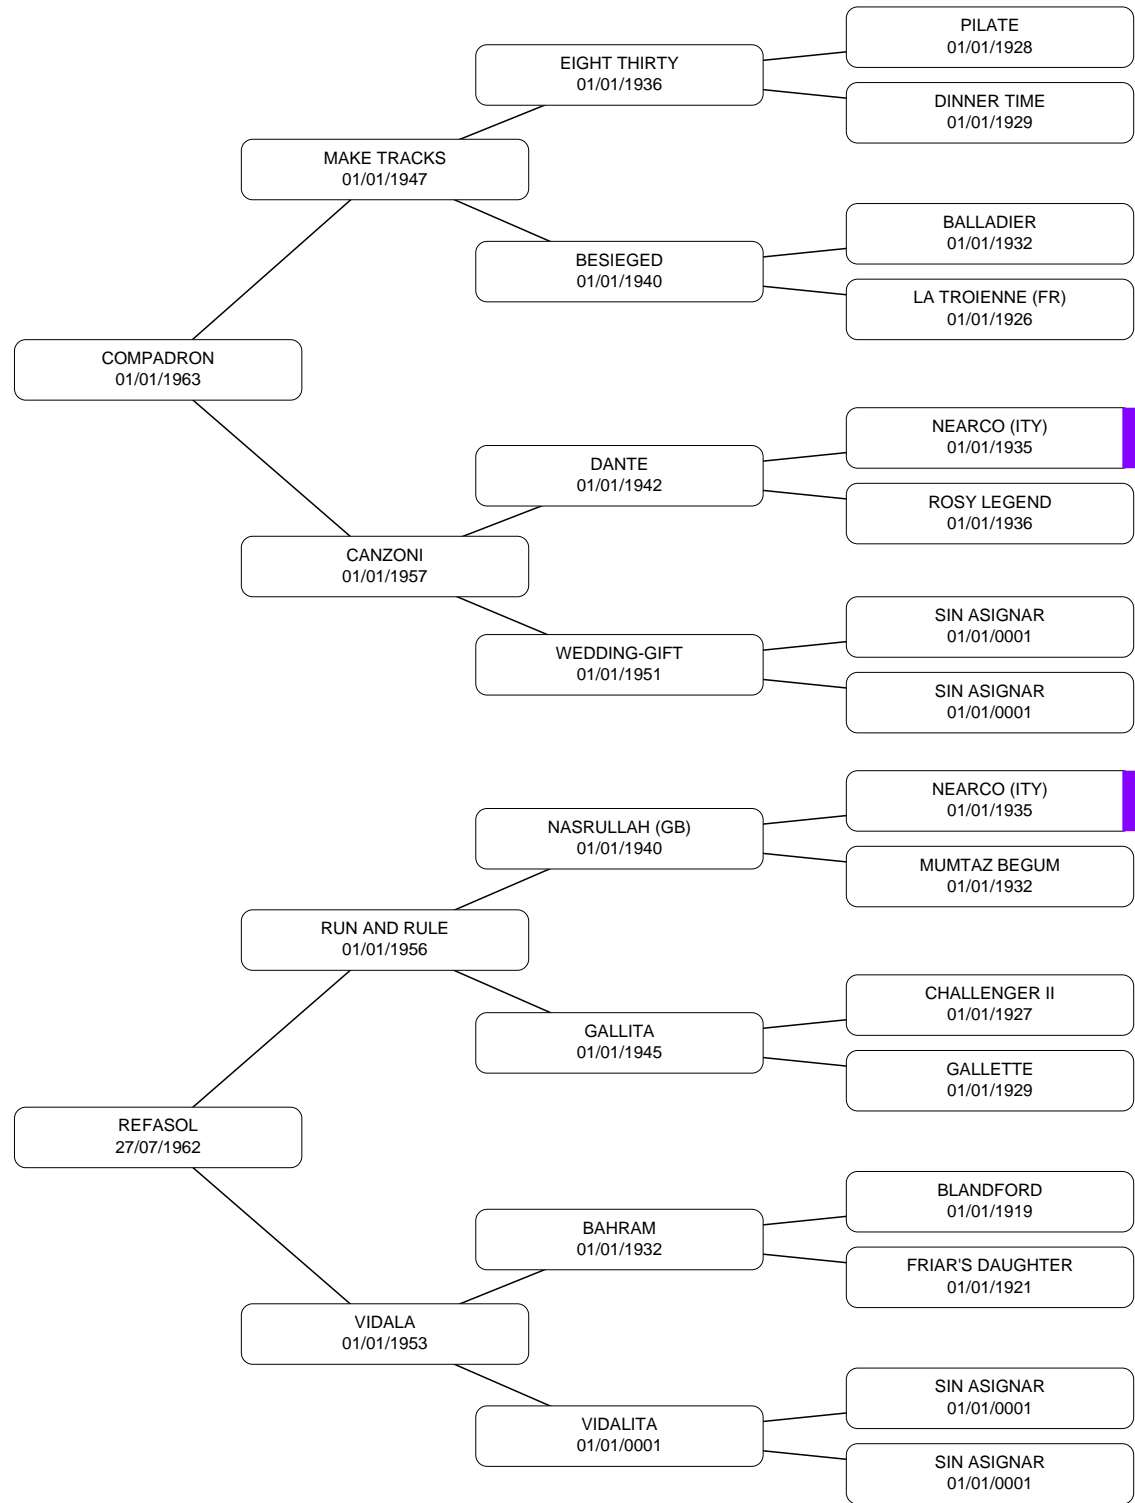 PILATE
01/01/1928
EIGHT THIRTY
01/01/1936
DINNER TIME
01/01/1929
MAKE TRACKS
01/01/1947
BALLADIER
01/01/1932
BESIEGED
01/01/1940
LA TROIENNE (FR)
01/01/1926
COMPADRON
01/01/1963
NEARCO (ITY)
01/01/1935
DANTE
01/01/1942
ROSY LEGEND
01/01/1936
CANZONI
01/01/1957
SIN ASIGNAR
01/01/0001
WEDDING-GIFT
01/01/1951
SIN ASIGNAR
01/01/0001
NEARCO (ITY)
01/01/1935
NASRULLAH (GB)
01/01/1940
MUMTAZ BEGUM
01/01/1932
RUN AND RULE
01/01/1956
CHALLENGER II
01/01/1927
GALLITA
01/01/1945
GALLETTE
01/01/1929
REFASOL
27/07/1962
BLANDFORD
01/01/1919
BAHRAM
01/01/1932
FRIAR'S DAUGHTER
01/01/1921
VIDALA
01/01/1953
SIN ASIGNAR
01/01/0001
VIDALITA
01/01/0001
SIN ASIGNAR
01/01/0001